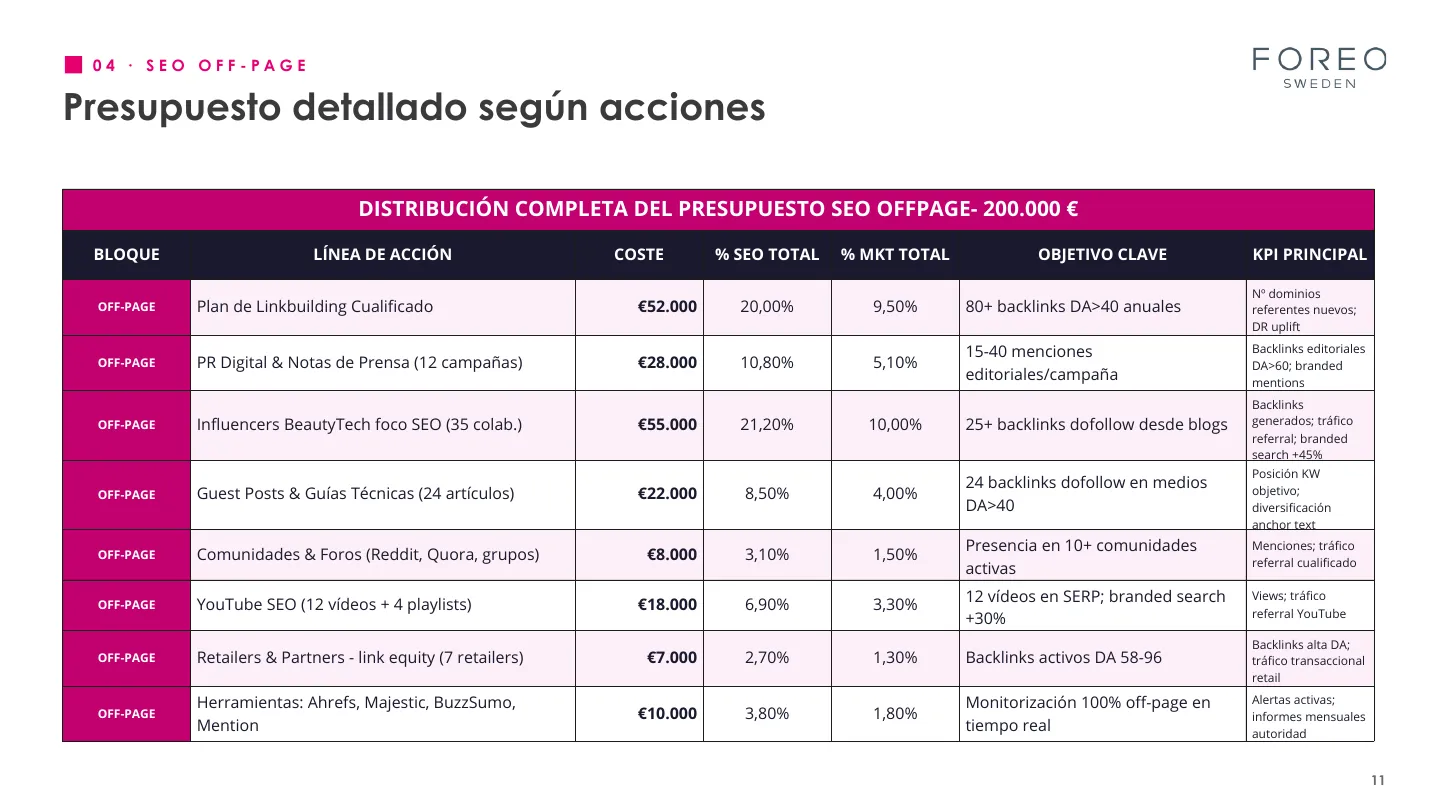 04 · SEO OFF-PAGE
FOREO
SWEDEN
Presupuesto detallado según acciones
DISTRIBUCIÓN COMPLETA DEL PRESUPUESTO SEO OFFPAGE- 200.000 €
BLOQUE LÍNEA DE ACCIÓN COSTE % SEO TOTAL % MKT TOTAL OBJETIVO CLAVE KPI PRINCIPAL
OFF-PAGE Plan de Linkbuilding Cualificado €52.000 20,00% 9,50% 80+ backlinks DA>40 anuales
Nº dominios
referentes nuevos;
DR uplift
OFF-PAGE PR Digital & Notas de Prensa (12 campañas) €28.000 10,80% 5,10%
15-40 menciones
editoriales/campaña
Backlinks editoriales
DA>60; branded
mentions
OFF-PAGE Influencers BeautyTech foco SEO (35 colab.) €55.000 21,20% 10,00% 25+ backlinks dofollow desde blogs
Backlinks
generados; tráfico
referral; branded
search +45%
OFF-PAGE Guest Posts & Guías Técnicas (24 artículos) €22.000 8,50% 4,00%
24 backlinks dofollow en medios
DA>40
Posición KW
objetivo;
diversificación
anchor text
OFF-PAGE Comunidades & Foros (Reddit, Quora, grupos) €8.000 3,10% 1,50%
Presencia en 10+ comunidades
activas
Menciones; tráfico
referral cualificado
OFF-PAGE YouTube SEO (12 vídeos + 4 playlists) €18.000 6,90% 3,30%
12 vídeos en SERP; branded search
+30%
Views; tráfico
referral YouTube
OFF-PAGE Retailers & Partners - link equity (7 retailers) €7.000 2,70% 1,30% Backlinks activos DA 58-96
Backlinks alta DA;
tráfico transaccional
retail
OFF-PAGE
Herramientas: Ahrefs, Majestic, BuzzSumo,
Mention
€10.000 3,80% 1,80%
Monitorización 100% off-page en
tiempo real
Alertas activas;
informes mensuales
autoridad
11